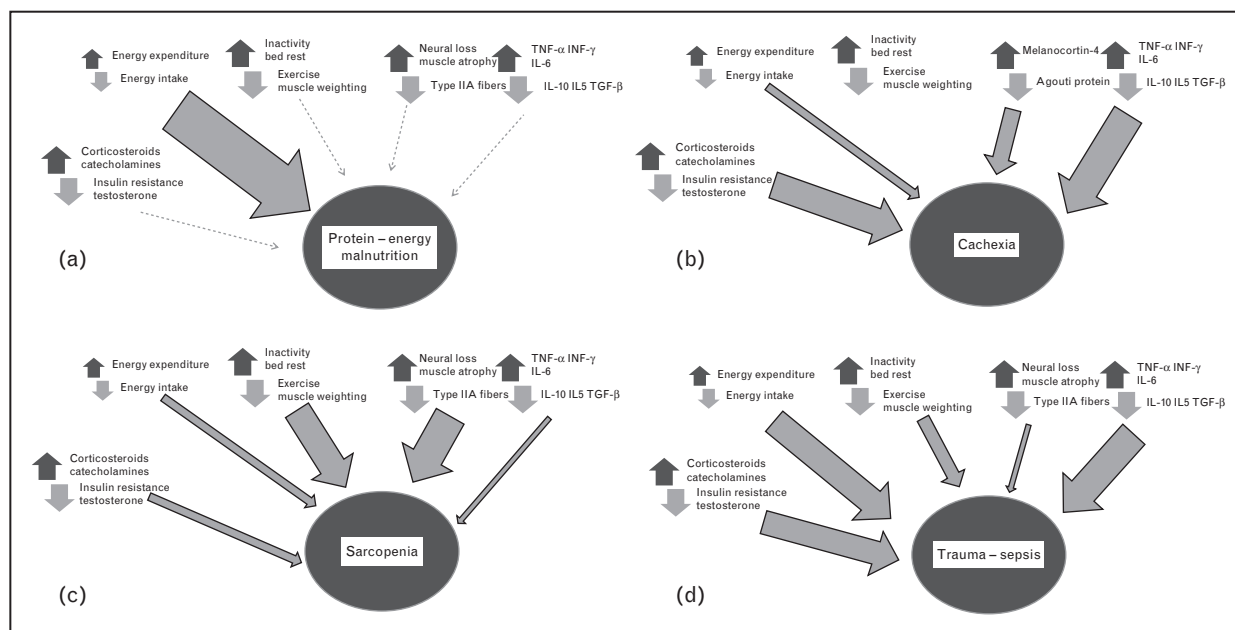 Energy expenditure
Energy intake
Inactivity
bed rest
Exercise
muscle weighting
Neural loss
muscle atrophy
Type IIA fibers
TNF-α INF-γ
IL-6
IL-10 IL5 TGF-β
Corticosteroids
catecholamines
Insulin resistance
testosterone
Protein – energy
malnutrition
(a)
Energy expenditure
Energy intake
Inactivity
bed rest
Exercise
muscle weighting
Melanocortin-4
Agouti protein
TNF-α INF-γ
IL-6
IL-10 IL5 TGF-β
Corticosteroids
catecholamines
Insulin resistance
testosterone
Cachexia
(b)
Energy expenditure
Energy intake
Inactivity
bed rest
Exercise
muscle weighting
Neural loss
muscle atrophy
Type IIA fibers
TNF-α INF-γ
IL-6
IL-10 IL5 TGF-β
Corticosteroids
catecholamines
Insulin resistance
testosterone
Sarcopenia
(c)
Energy expenditure
Energy intake
Inactivity
bed rest
Exercise
muscle weighting
Neural loss
muscle atrophy
Type IIA fibers
TNF-α INF-γ
IL-6
IL-10 IL5 TGF-β
Corticosteroids
catecholamines
Insulin resistance
testosterone
Trauma – sepsis
(d)